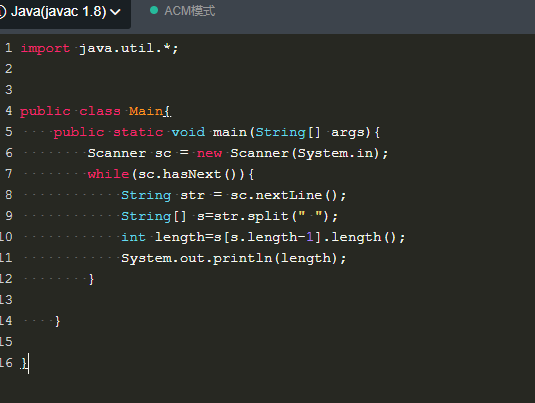 Java(javac 1.8) ACM模式
1 import java.util.*;
2
3
4 public class Main{
5     public static void main(String[] args){
6         Scanner sc = new Scanner(System.in);
7         while(sc.hasNext()){
8             String str = sc.nextLine();
9             String[] s=str.split(" ");
10             int length=s[s.length-1].length();
11             System.out.println(length);
12         }
13
14     }
15
16 }